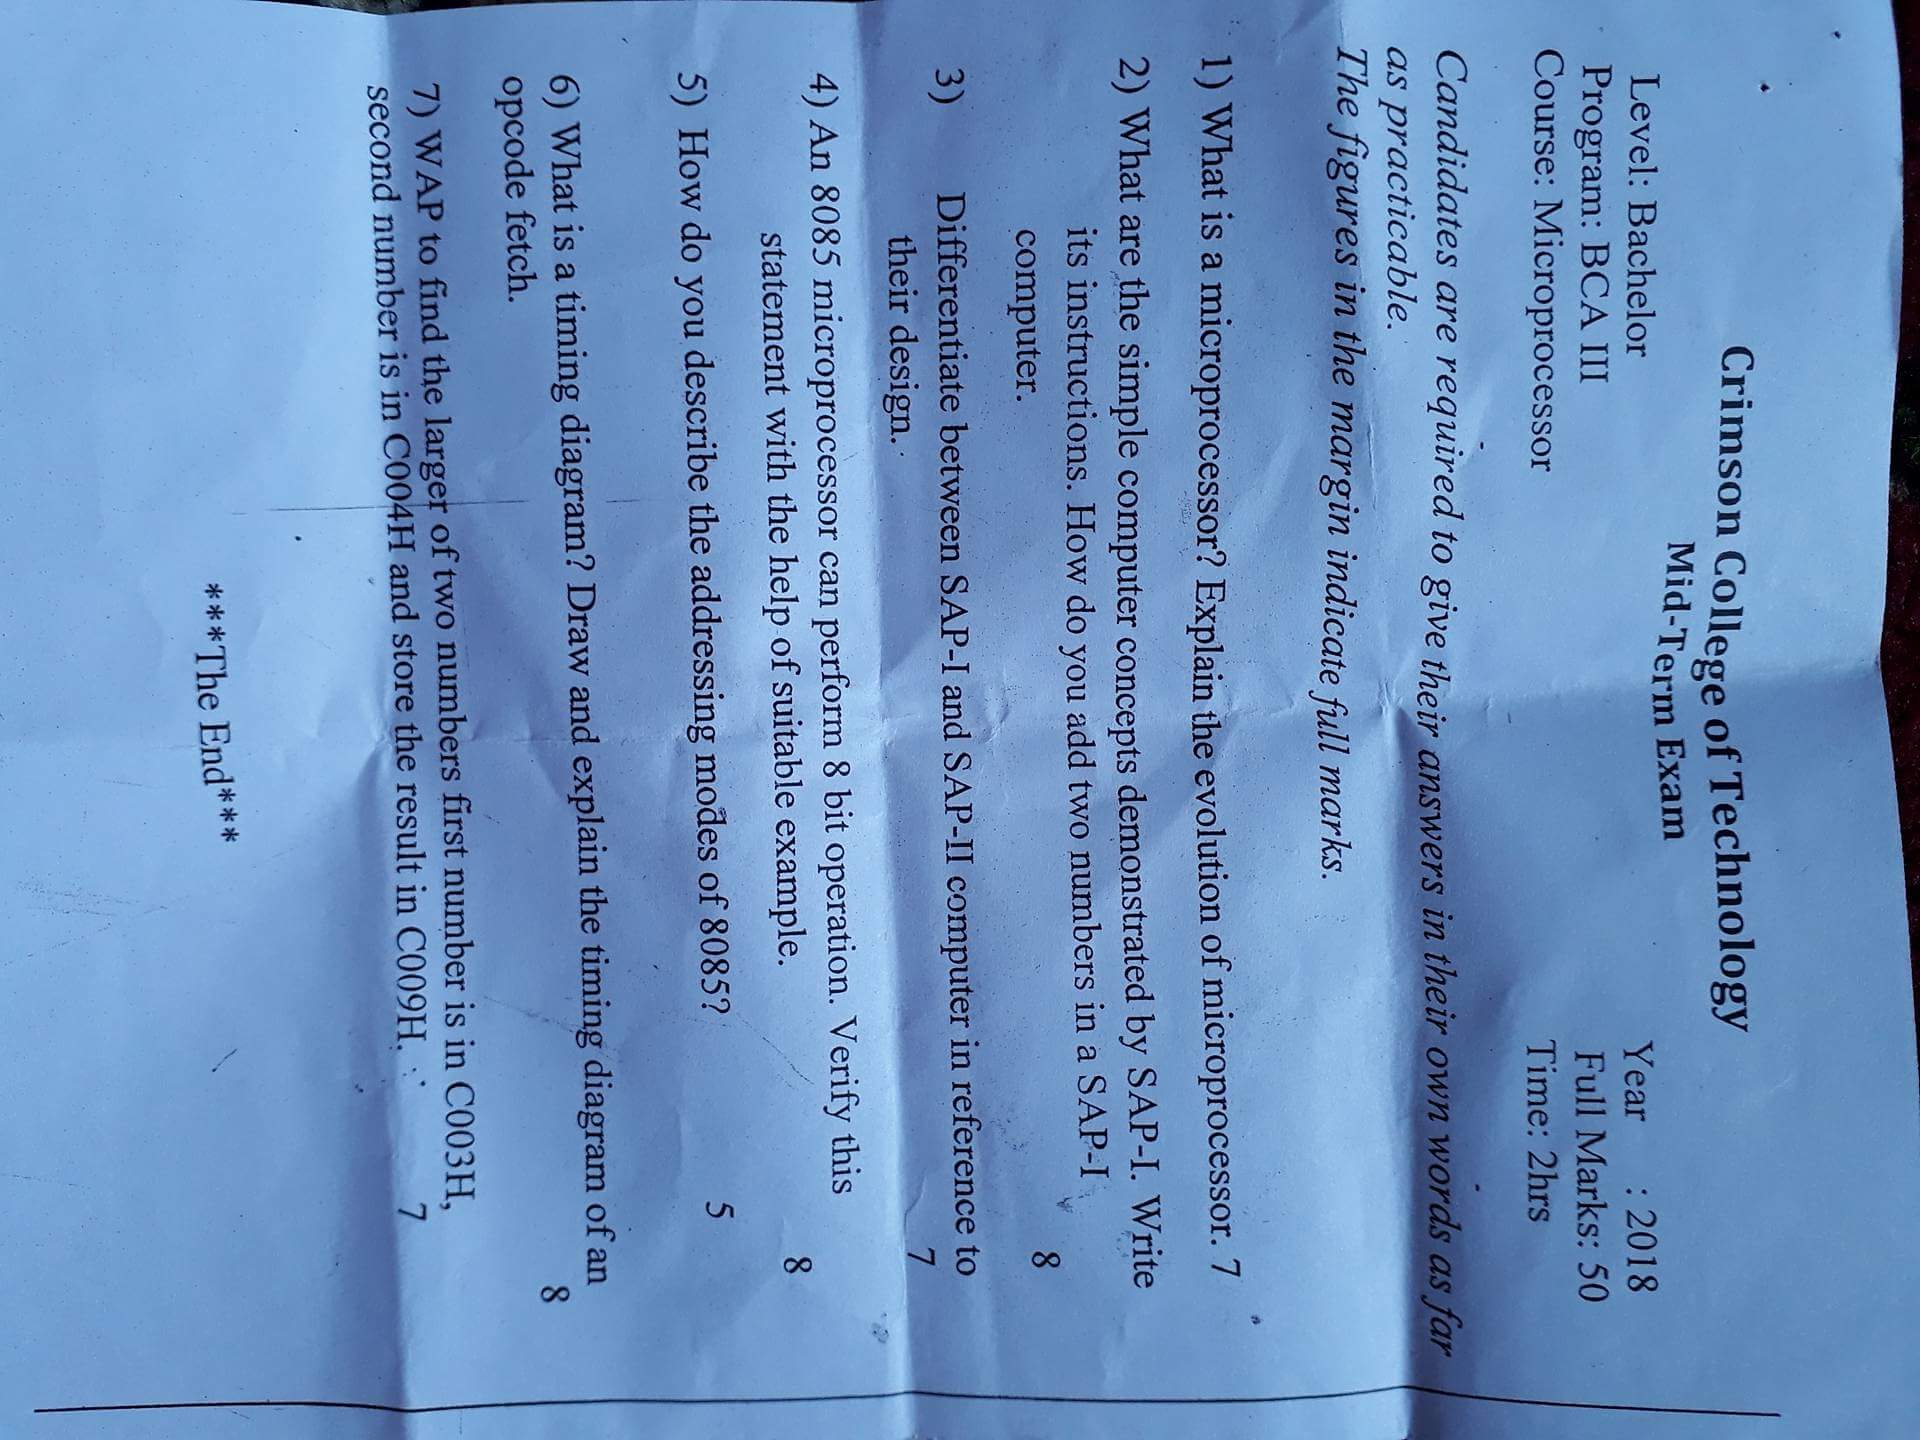 Crimson College of Technology
Mid-Term Exam
Level: Bachelor
Year : 2018
Program: BCA III
Full Marks: 50
Course: Microprocessor
Time: 2hrs
Candidates are required to give their answers in their own words as far
as practicable.
The figures in the margin indicate full marks.
1) What is a microprocessor? Explain the evolution of microprocessor. 7
2) What are the simple computer concepts demonstrated by SAP-I. Write
its instructions. How do you add two numbers in a SAP-I
computer. 8
3) Differentiate between SAP-I and SAP-II computer in reference to
their design. 7
4) An 8085 microprocessor can perform 8 bit operation. Verify this
statement with the help of suitable example. 8
5) How do you describe the addressing modes of 8085? 5
6) What is a timing diagram? Draw and explain the timing diagram of an
opcode fetch. 8
7) WAP to find the larger of two numbers first number is in C003H,
second number is in C004H and store the result in C009H. 7
***The End***